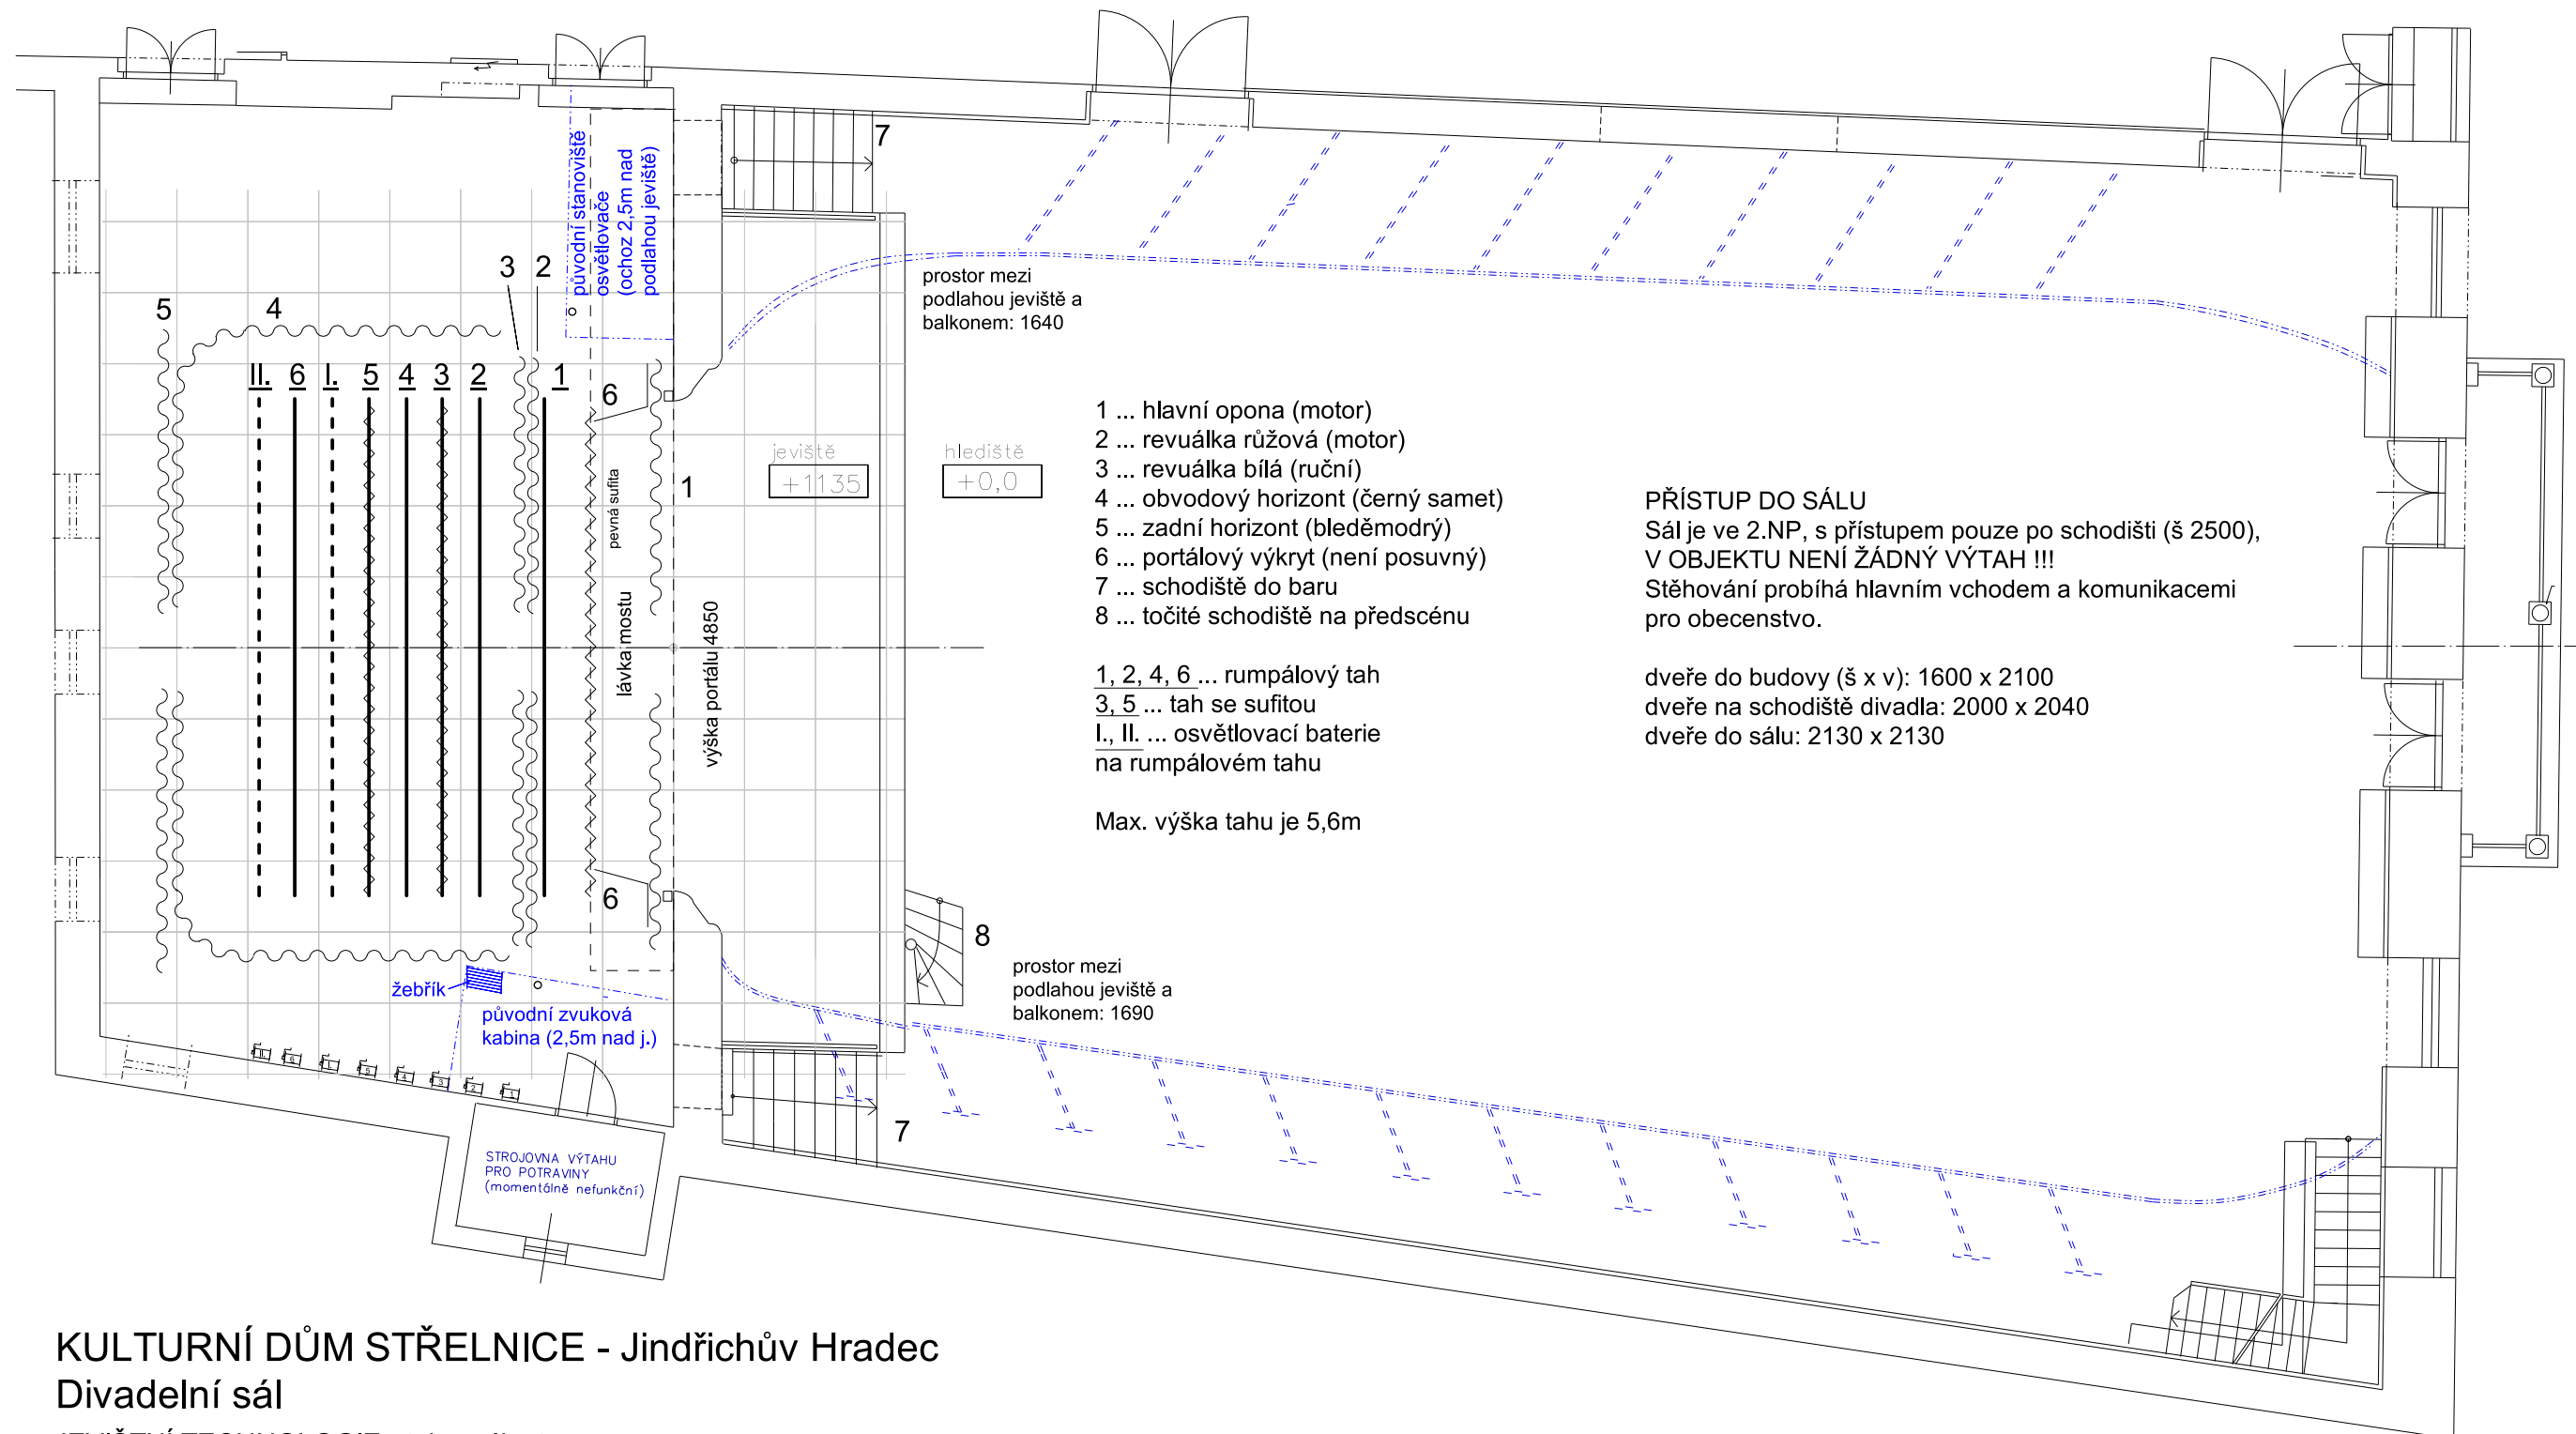 7
původní stanoviště
osvětlovače
(ochoz 2,5m nad
podlahou jeviště)
3 2
5 4
prostor mezi
podlahou jeviště a
balkonem: 1640
II. 6 I. 5 4 3 2 1
6
pevná sufita
lávka mostu
1
výška portálu 4850
jeviště
+1135
hlediště
+0,0
1 ... hlavní opona (motor)
2 ... revuálka růžová (motor)
3 ... revuálka bílá (ruční)
4 ... obvodový horizont (černý samet)
5 ... zadní horizont (bleděmodrý)
6 ... portálový výkryt (není posuvný)
7 ... schodiště do baru
8 ... točité schodiště na předscénu
1, 2, 4, 6 ... rumpálový tah
3, 5 ... tah se sufitou
I., II. ... osvětlovací baterie
na rumpálovém tahu
Max. výška tahu je 5,6m
PŘÍSTUP DO SÁLU
Sál je ve 2.NP, s přístupem pouze po schodišti (š 2500),
V OBJEKTU NENÍ ŽÁDNÝ VÝTAH !!!
Stěhování probíhá hlavním vchodem a komunikacemi
pro obecenstvo.
dveře do budovy (š x v): 1600 x 2100
dveře na schodiště divadla: 2000 x 2040
dveře do sálu: 2130 x 2130
6
8
prostor mezi
podlahou jeviště a
balkonem: 1690
žebřík
původní zvuková
kabina (2,5m nad j.)
II. 6 I. 5 4 3 2 1
7
STROJOVNA VÝTAHU
PRO POTRAVINY
(momentálně nefunkční)
KULTURNÍ DŮM STŘELNICE - Jindřichův Hradec
Divadelní sál